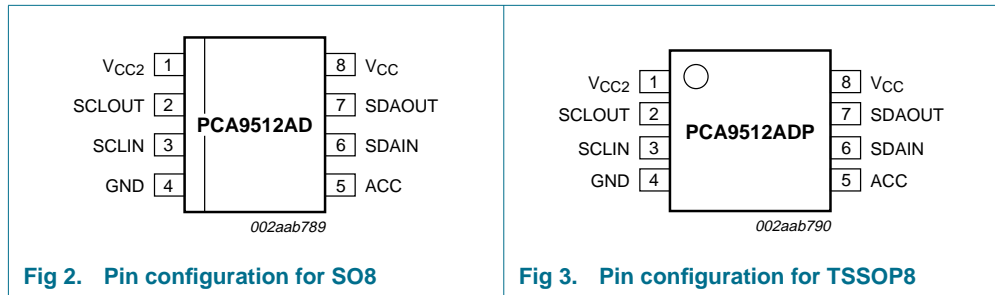 VCC2 1
8 VCC
SCLOUT 2
7 SDAOUT
PCA9512AD
SCLIN 3
6 SDAIN
GND 4
5 ACC
002aab789
Fig 2. Pin configuration for SO8
VCC2 1
8 VCC
SCLOUT 2
7 SDAOUT
PCA9512ADP
SCLIN 3
6 SDAIN
GND 4
5 ACC
002aab790
Fig 3. Pin configuration for TSSOP8